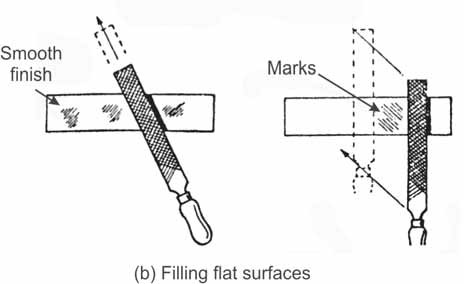 Smooth
finish
Marks
(b) Filling flat surfaces